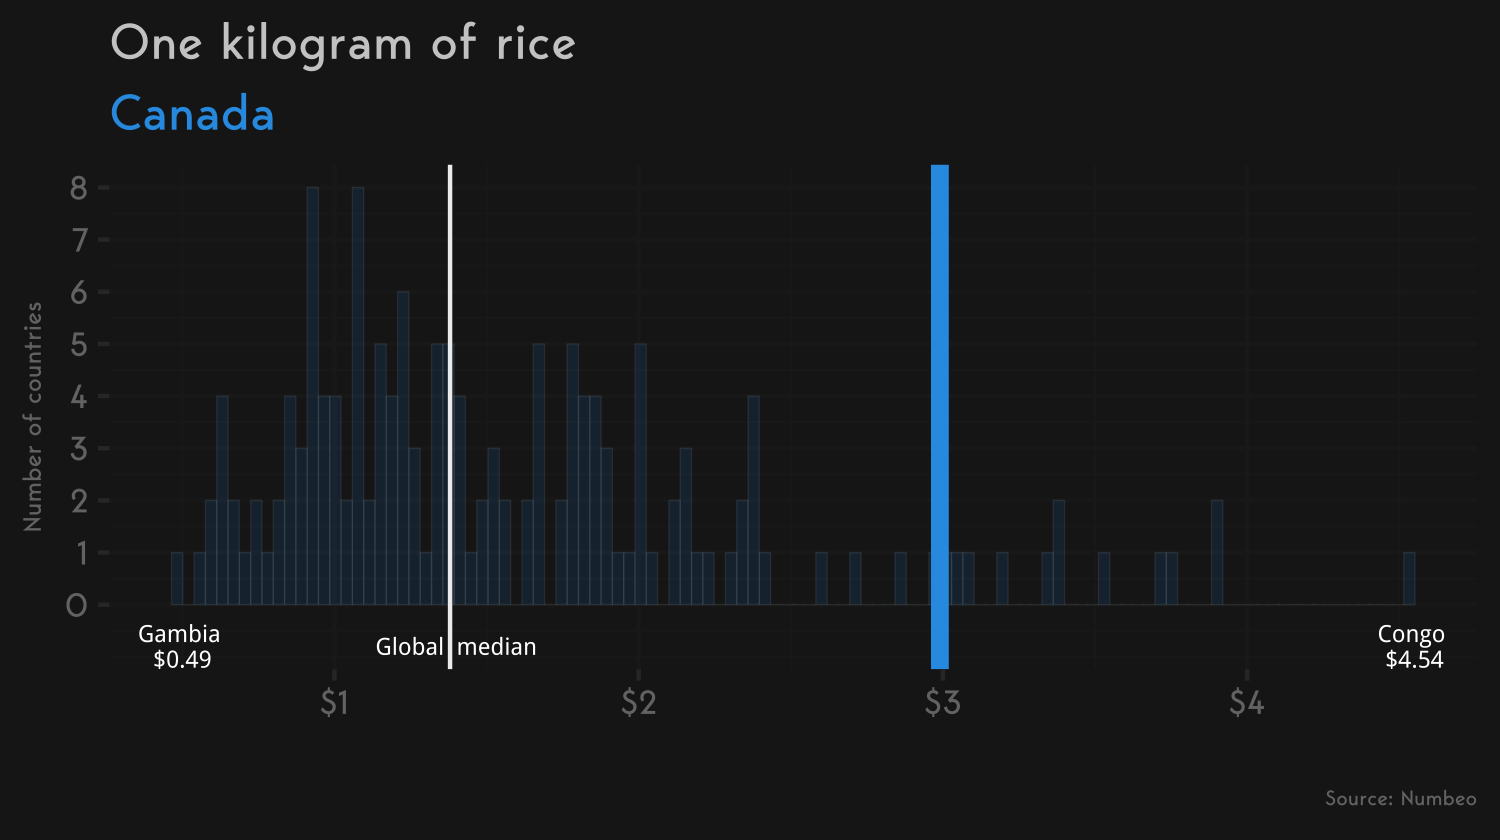 One kilogram of rice
Canada
Number of countries
8
7
6
5
4
3
2
1
0
Gambia
$0.49
Global median
Congo
$4.54
$1 $2 $3 $4
Source: Numbeo